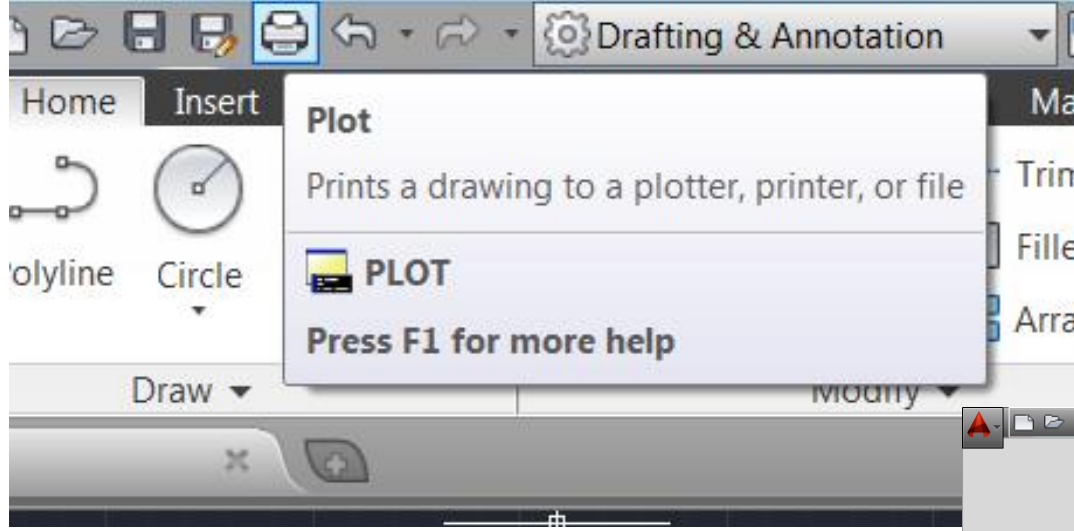 Drafting & Annotation
Home Insert Ma
Plot
Prints a drawing to a plotter, printer, or file
Trim
olyline Circle
Fille
PLOT
Arra
Press F1 for more help
Draw Modify